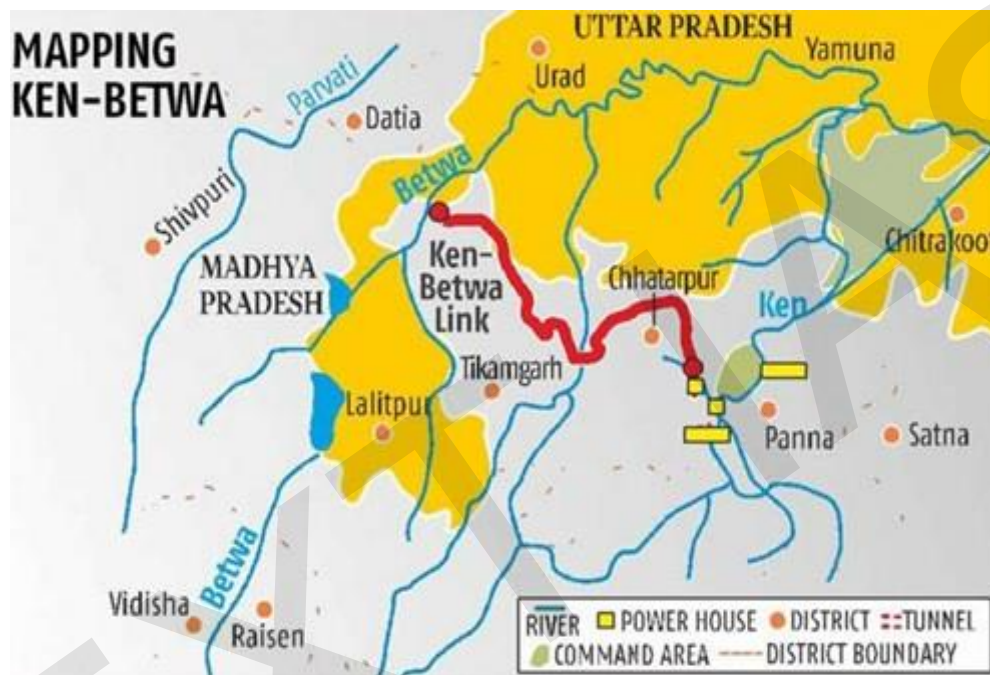 MAPPING
KEN-BETWA
UTTAR PRADESH
Yamuna
Urad
Parvati
Datia
Betwa
Shivpuri
Chitrakoot
MADHYA
PRADESH
Ken-
Betwa
Link
Chhatarpur
Ken
Tikamgarh
Lalitpur
Panna
Satna
Betwa
Vidisha
Raisen
RIVER POWER HOUSE DISTRICT TUNNEL
COMMAND AREA DISTRICT BOUNDARY